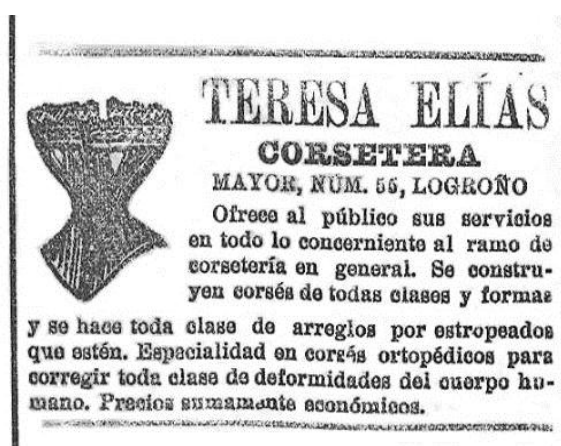 TERESA ELÍAS
CORSETERA
MAYOR, NÚM. 55, LOGROÑO
Ofrece al público sus servicios
en todo lo concerniente al ramo de
corsetería en general. Se constru-
yen corsés de todas clases y formas
y se hace toda clase de arreglos por estropeados
que estén. Especialidad en corsés ortopédicos para
corregir toda clase de deformidades del cuerpo hu-
mano. Precios sumamente económicos.